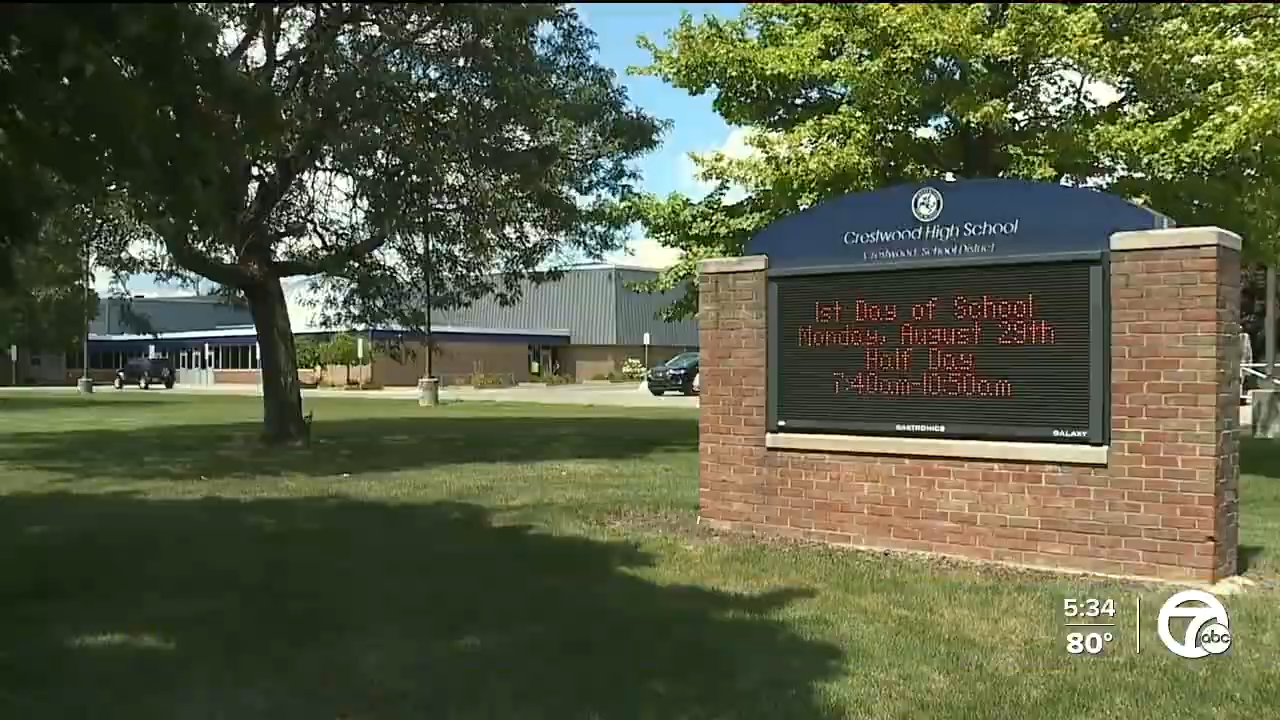 Crestwood High School
Crestwood School District
1st Day of School
Monday, August 29th
Half Day
7:40am-10:50am
DAKTRONICS
GALAXY
5:34
80°
7 abc